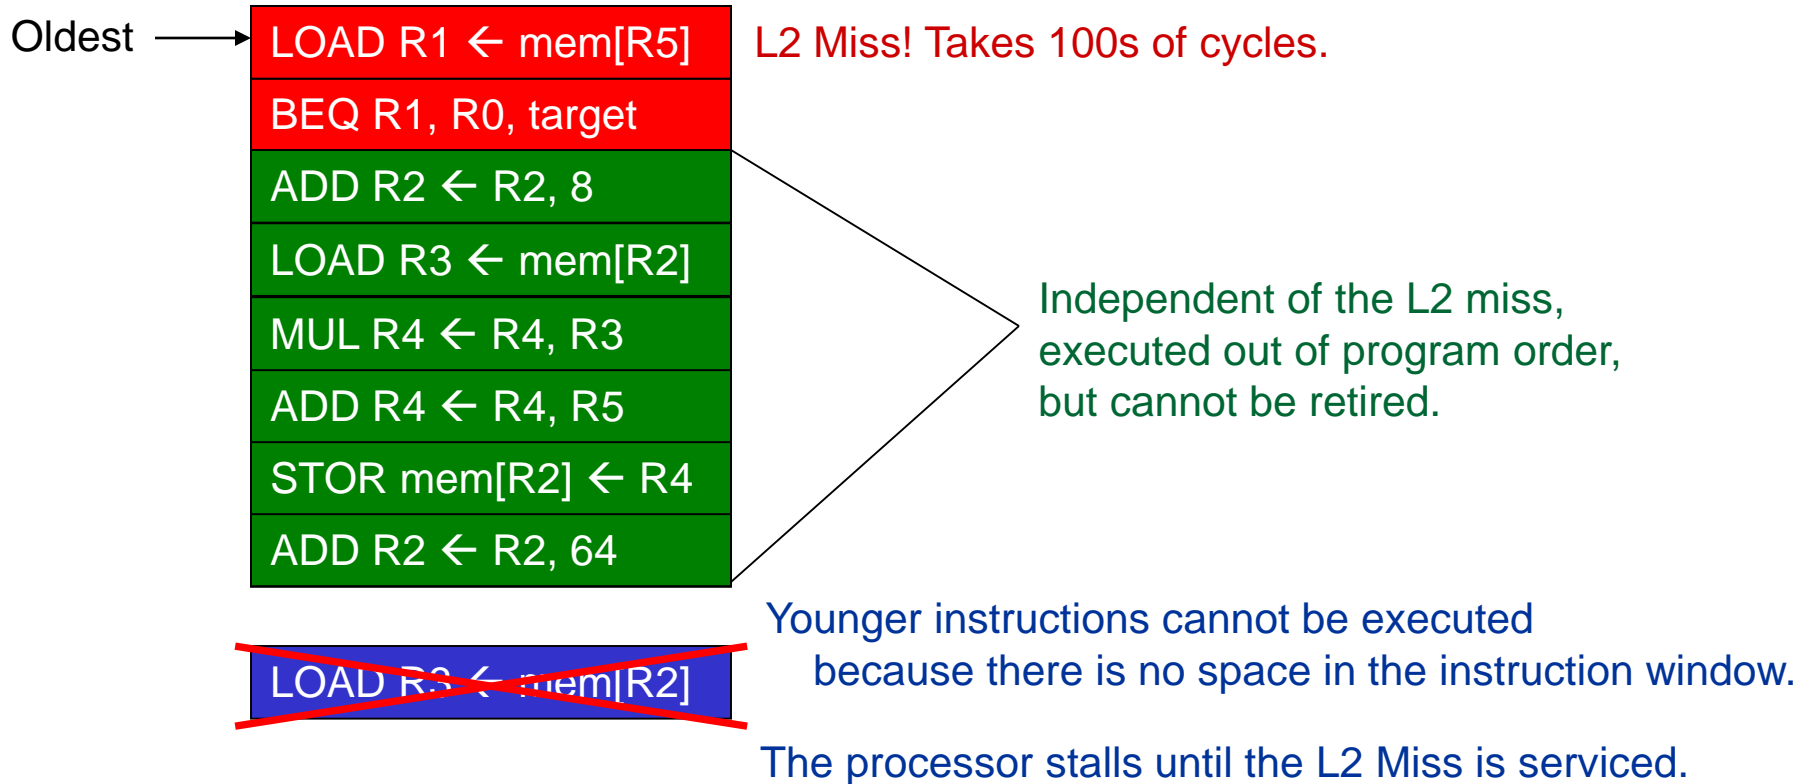 Oldest
LOAD R1 ← mem[R5]
L2 Miss! Takes 100s of cycles.
BEQ R1, R0, target
ADD R2 ← R2, 8
LOAD R3 ← mem[R2]
MUL R4 ← R4, R3
ADD R4 ← R4, R5
STOR mem[R2] ← R4
ADD R2 ← R2, 64
Independent of the L2 miss,
executed out of program order,
but cannot be retired.
Younger instructions cannot be executed
because there is no space in the instruction window.
LOAD R3 ← mem[R2]
The processor stalls until the L2 Miss is serviced.